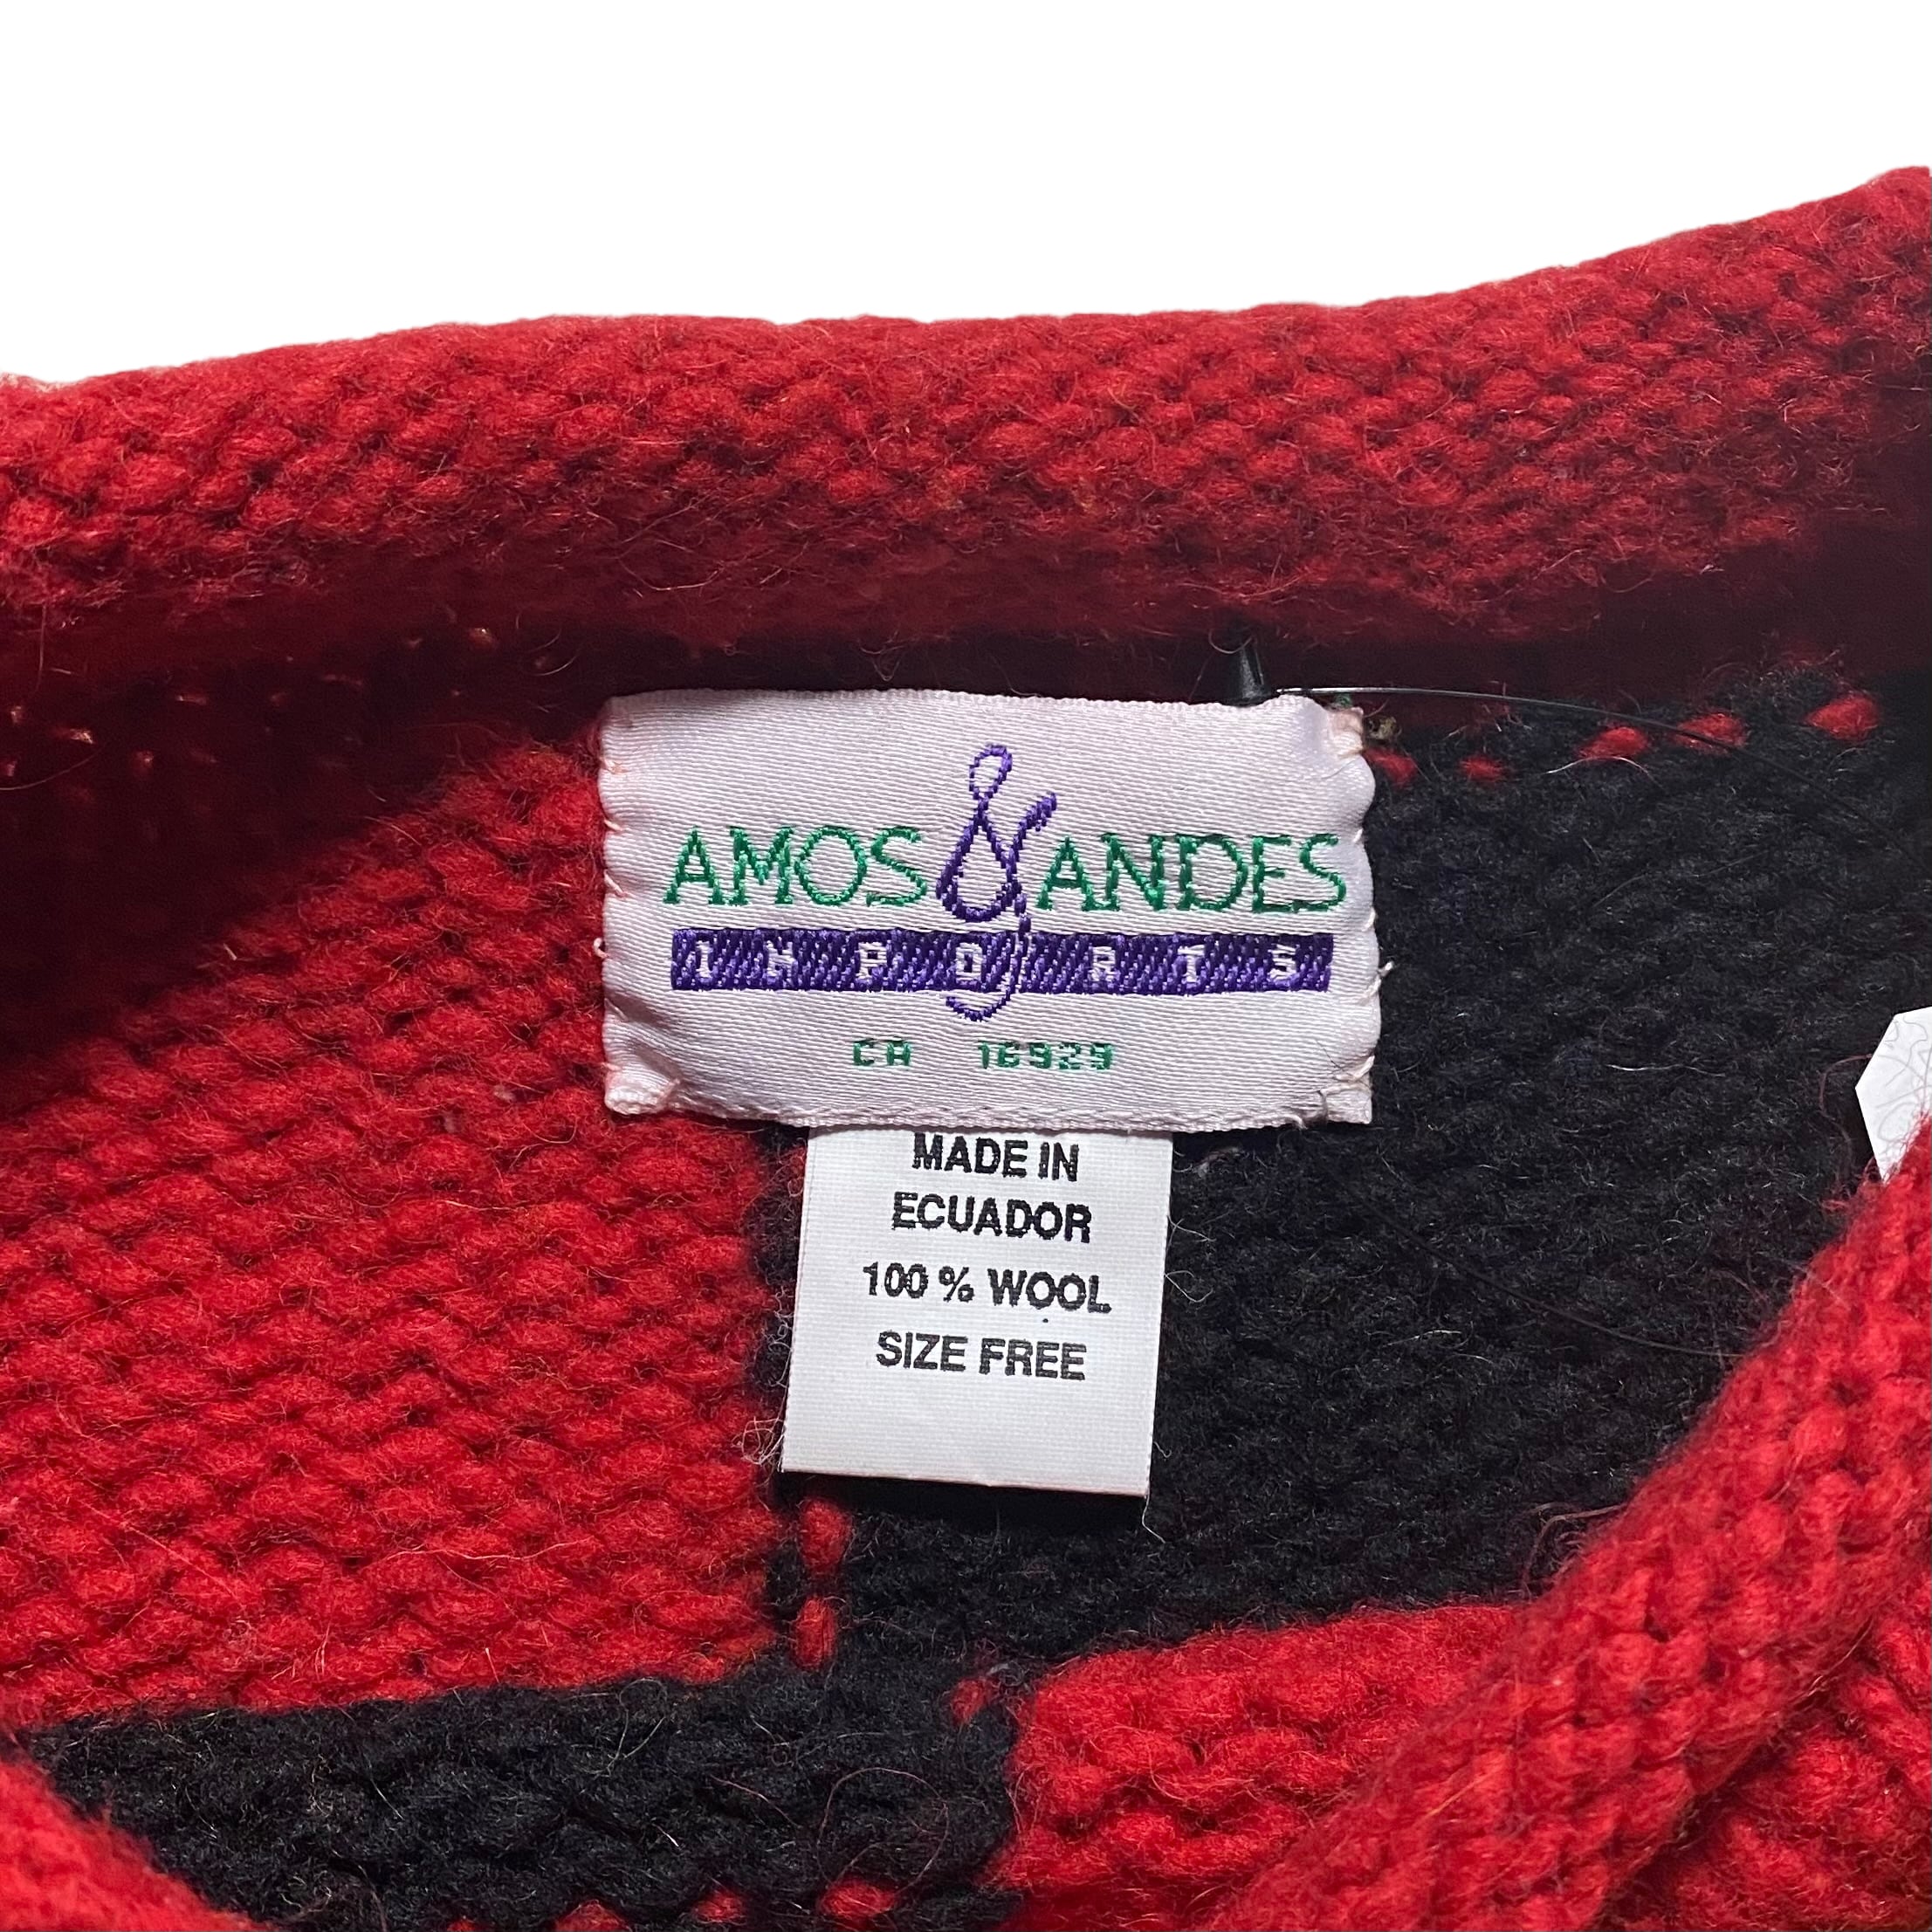 AMOS & ANDES
IMPORTS
CA 16929
MADE IN
ECUADOR
100 % WOOL
SIZE FREE